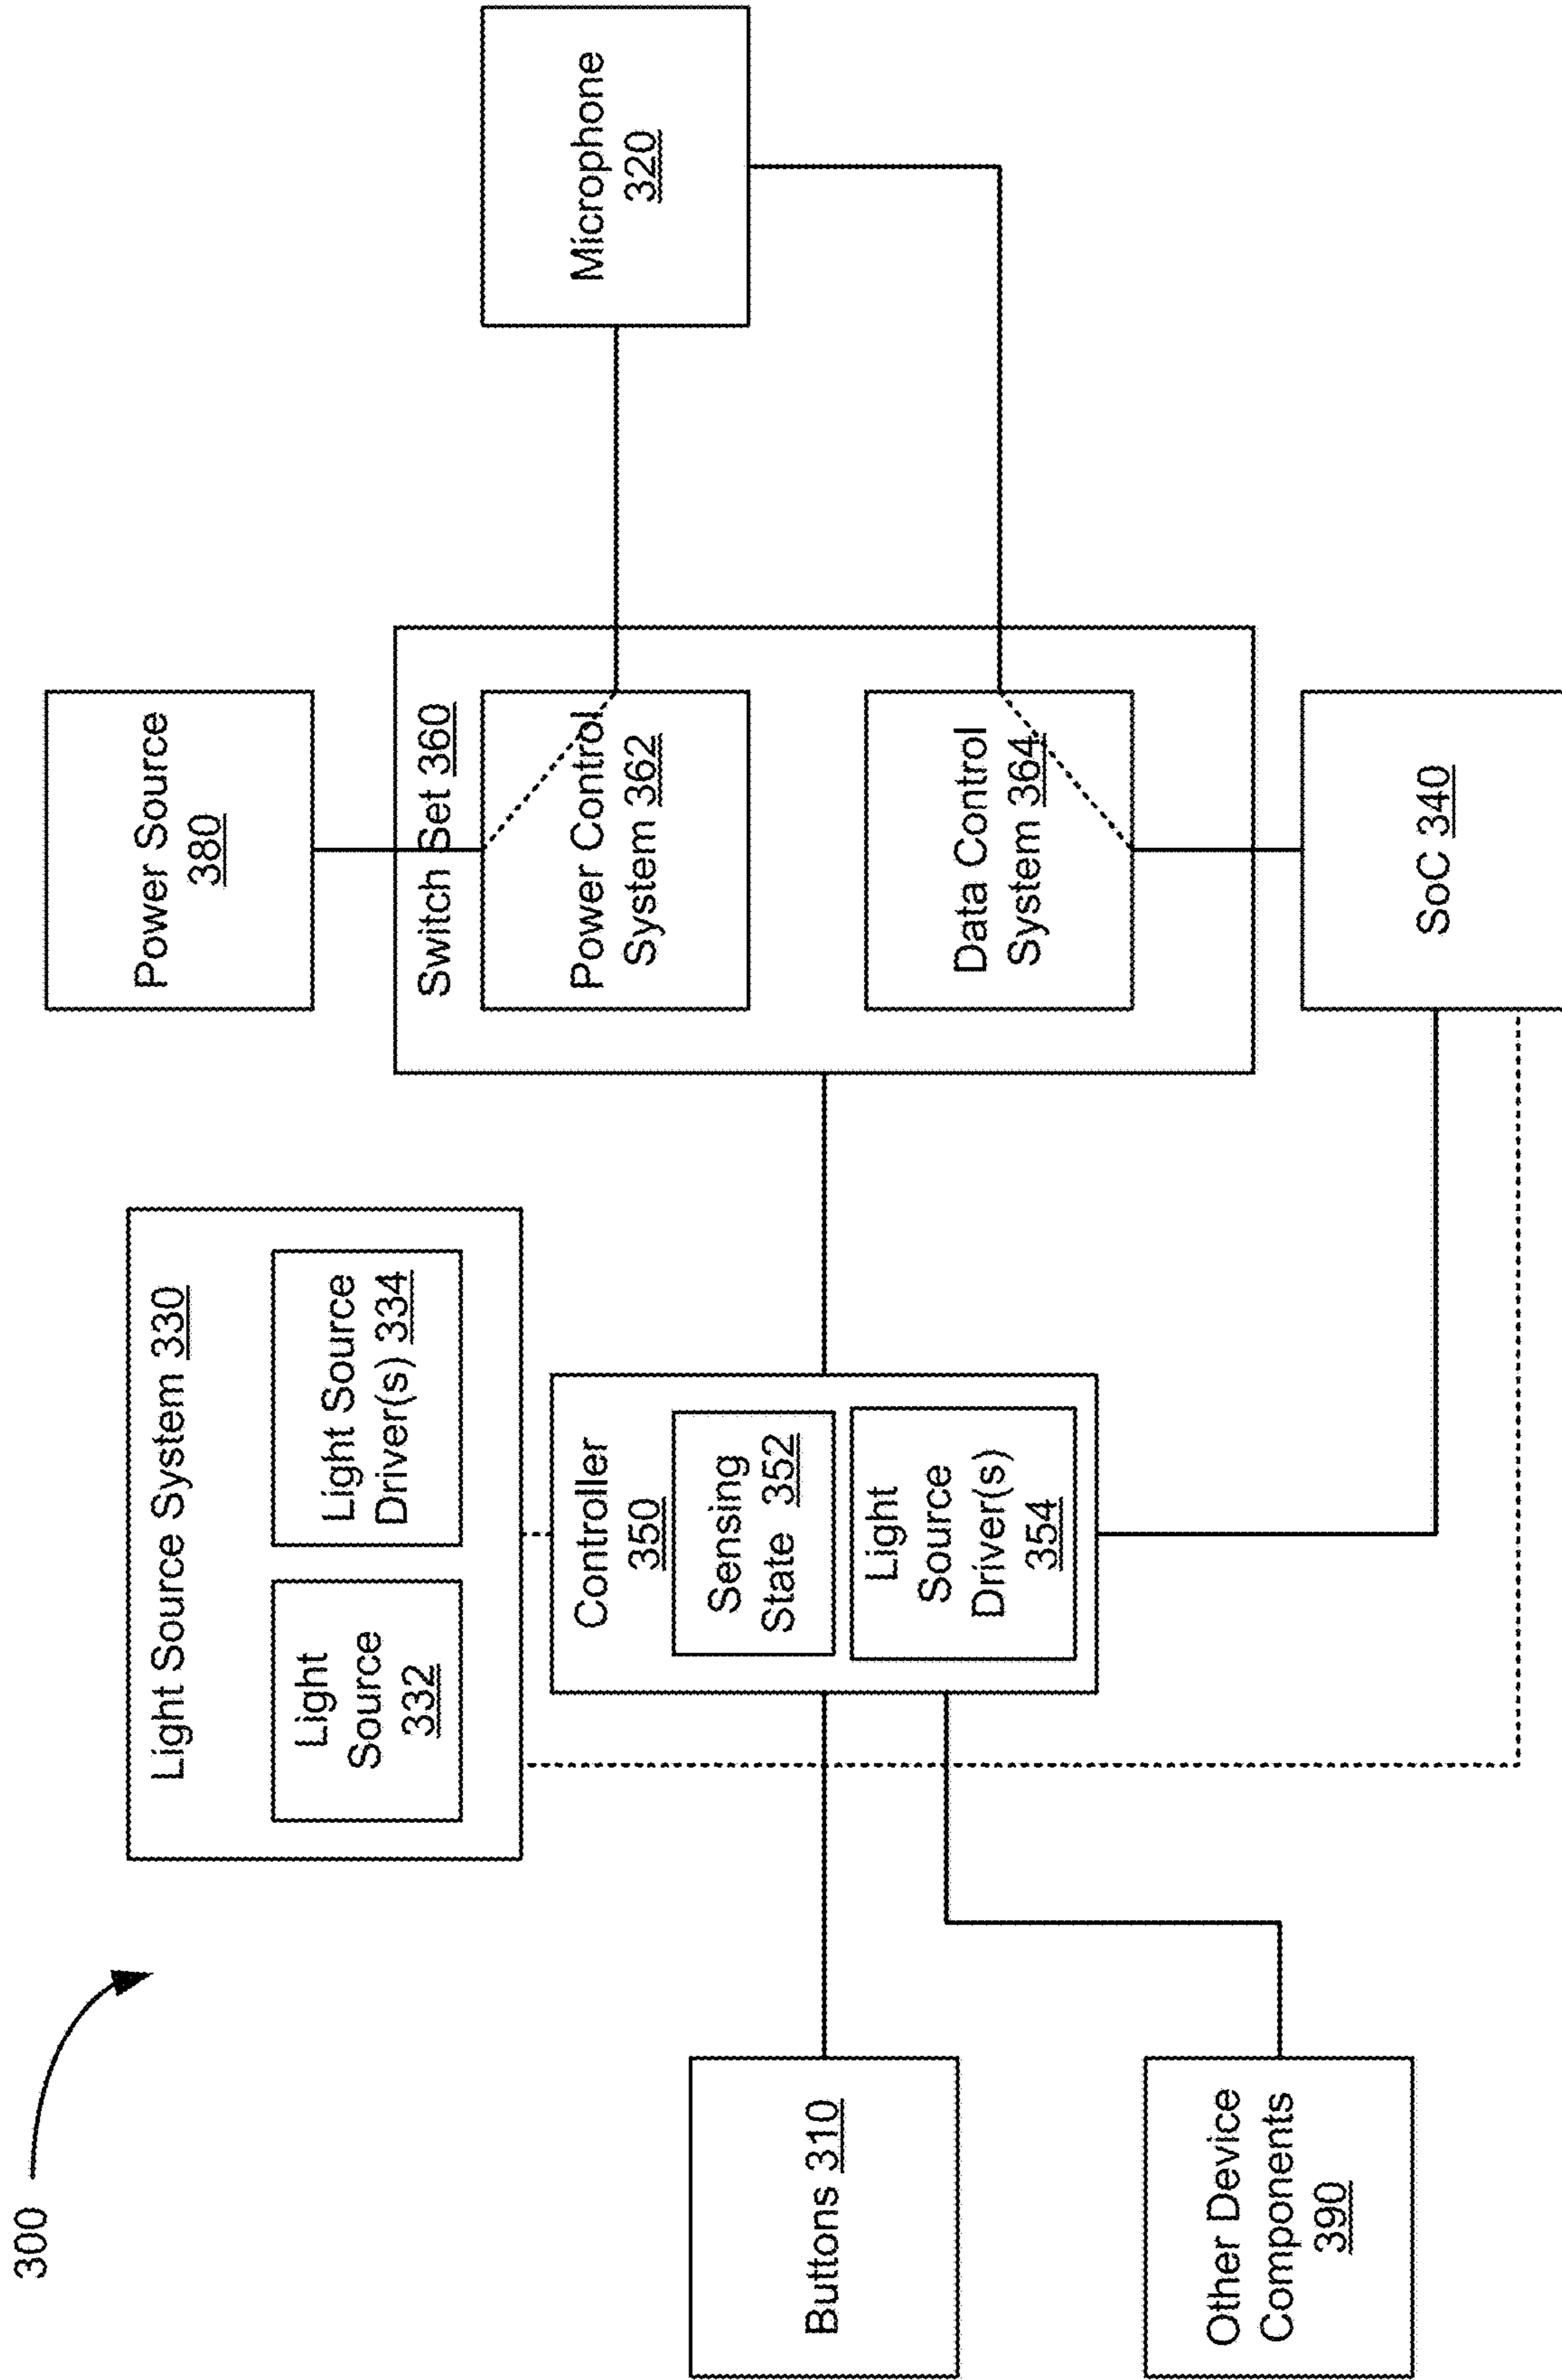 300
Light Source System 330
Light
Source
332
Light Source
Driver(s) 334
Power Source
380
Switch Set 360
Power Control
System 362
Data Control
System 364
Microphone
320
Controller
350
Sensing
State 352
Light
Source
Driver(s)
354
Buttons 310
Other Device
Components
390
SoC 340